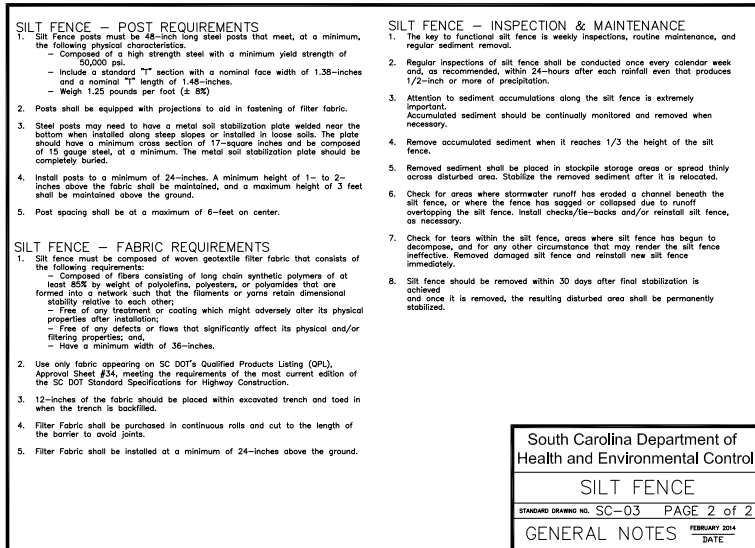 SILT FENCE – POST REQUIREMENTS
1. Silt Fence posts must be 48–inch long steel posts that meet, at a minimum,
the following physical characteristics.
– Composed of a high strength steel with a minimum yield strength of
50,000 psi.
– Include a standard "T" section with a nominal face width of 1.38–inches
and a nominal "T" length of 1.48–inches.
– Weigh 1.25 pounds per foot (± 8%)
2. Posts shall be equipped with projections to aid in fastening of filter fabric.
3. Steel posts may need to have a metal soil stabilization plate welded near the
bottom when installed along steep slopes or installed in loose soils. The plate
should have a minimum cross section of 17–square inches and be composed
of 15 gauge steel, at a minimum. The metal soil stabilization plate should be
completely buried.
4. Install posts to a minimum of 24–inches. A minimum height of 1– to 2–
inches above the fabric shall be maintained, and a maximum height of 3 feet
shall be maintained above the ground.
5. Post spacing shall be at a maximum of 6–feet on center.
SILT FENCE – FABRIC REQUIREMENTS
1. Silt fence must be composed of woven geotextile filter fabric that consists of
the following requirements:
– Composed of fibers consisting of long chain synthetic polymers of at
least 85% by weight of polyolefins, polyesters, or polyamides that are
formed into a network such that the filaments or yarns retain dimensional
stability relative to each other;
– Free of any treatment or coating which might adversely alter its physical
properties after installation;
– Free of any defects or flaws that significantly affect its physical and/or
filtering properties; and,
– Have a minimum width of 36–inches.
2. Use only fabric appearing on SC DOT's Qualified Products Listing (QPL),
Approval Sheet #34, meeting the requirements of the most current edition of
the SC DOT Standard Specifications for Highway Construction.
3. 12–inches of the fabric should be placed within excavated trench and toed in
when the trench is backfilled.
4. Filter Fabric shall be purchased in continuous rolls and cut to the length of
the barrier to avoid joints.
5. Filter Fabric shall be installed at a minimum of 24–inches above the ground.
SILT FENCE – INSPECTION & MAINTENANCE
1. The key to functional silt fence is weekly inspections, routine maintenance, and
regular sediment removal.
2. Regular inspections of silt fence shall be conducted once every calendar week
and, as recommended, within 24–hours after each rainfall even that produces
1/2–inch or more of precipitation.
3. Attention to sediment accumulations along the silt fence is extremely
important.
Accumulated sediment should be continually monitored and removed when
necessary.
4. Remove accumulated sediment when it reaches 1/3 the height of the silt
fence.
5. Removed sediment shall be placed in stockpile storage areas or spread thinly
across disturbed area. Stabilize the removed sediment after it is relocated.
6. Check for areas where stormwater runoff has eroded a channel beneath the
silt fence, or where the fence has sagged or collapsed due to runoff
overtopping the silt fence. Install checks/tie–backs and/or reinstall silt fence,
as necessary.
7. Check for tears within the silt fence, areas where silt fence has begun to
decompose, and for any other circumstance that may render the silt fence
ineffective. Removed damaged silt fence and reinstall new silt fence
immediately.
8. Silt fence should be removed within 30 days after final stabilization is
achieved
and once it is removed, the resulting disturbed area shall be permanently
stabilized.
South Carolina Department of
Health and Environmental Control
SILT FENCE
STANDARD DRAWING NO. SC–03 PAGE 2 of 2
GENERAL NOTES FEBRUARY 2014
DATE